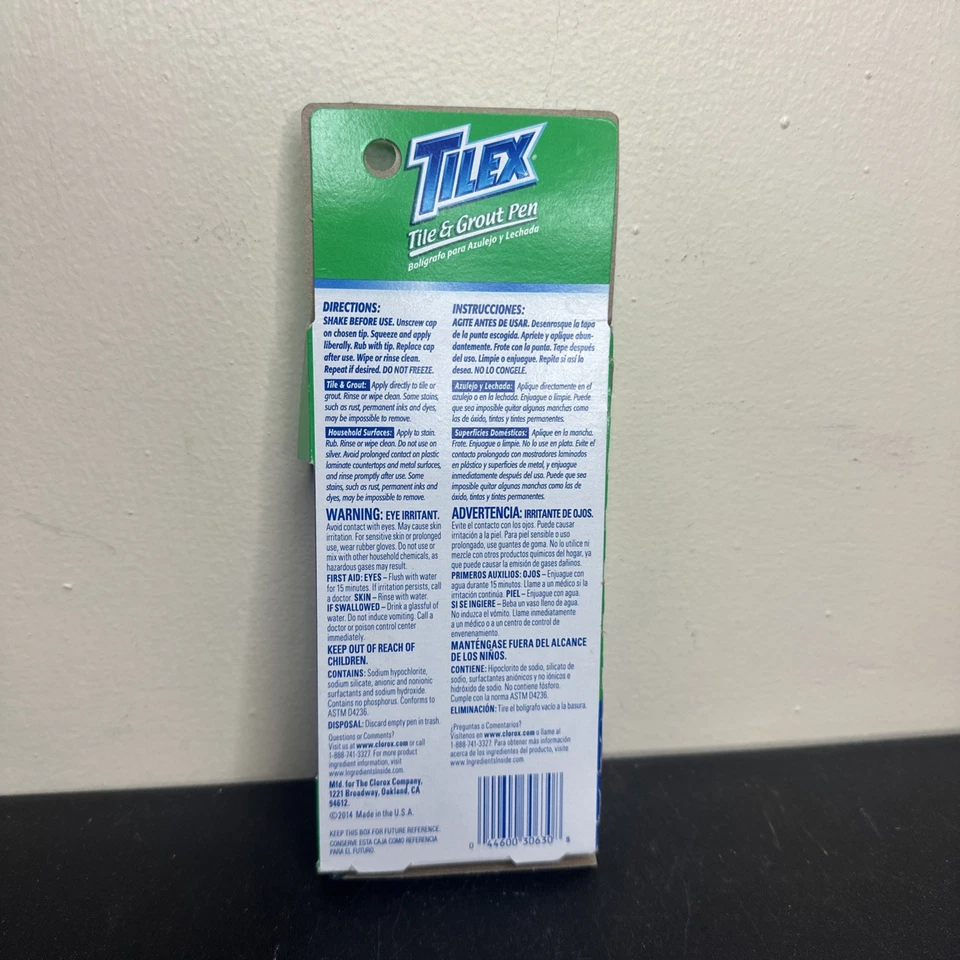 TILEX
Tile & Grout Pen
Bolígrafo para Azulejo y Lechada
DIRECTIONS:
SHAKE BEFORE USE. Unscrew cap
on chosen tip. Squeeze and apply
liberally. Rub with tip. Replace cap
after use. Wipe or rinse clean.
Repeat if desired. DO NOT FREEZE.
Tile & Grout: Apply directly to tile or
grout. Rinse or wipe clean. Some stains,
such as rust, permanent inks and dyes,
may be impossible to remove.
Household Surfaces: Apply to stain.
Rub. Rinse or wipe clean. Do not use on
silver. Avoid prolonged contact on plastic
laminate countertops and metal surfaces,
and rinse promptly after use. Some
stains, such as rust, permanent inks and
dyes, may be impossible to remove.
WARNING: EYE IRRITANT.
Avoid contact with eyes. May cause skin
irritation. For sensitive skin or prolonged
use, wear rubber gloves. Do not use or
mix with other household chemicals, as
hazardous gases may result.
FIRST AID: EYES – Flush with water
for 15 minutes. If irritation persists, call
a doctor. SKIN – Rinse with water.
IF SWALLOWED – Drink a glassful of
water. Do not induce vomiting. Call a
doctor or poison control center
immediately.
KEEP OUT OF REACH OF
CHILDREN.
CONTAINS: Sodium hypochlorite,
sodium silicate, anionic and nonionic
surfactants and sodium hydroxide.
Contains no phosphorus. Conforms to
ASTM D4236.
DISPOSAL: Discard empty pen in trash.
Questions or Comments?
Visit us at www.clorox.com or call
1-888-741-3327. For more product
ingredient information, visit
www.IngredientsInside.com.
Mfd. for The Clorox Company,
1221 Broadway, Oakland, CA
94612.
©2014 Made in the U.S.A.
KEEP THIS BOX FOR FUTURE REFERENCE.
CONSERVE ESTA CAJA COMO REFERENCIA
PARA EL FUTURO.
INSTRUCCIONES:
AGITE ANTES DE USAR. Desenrosque la tapa
de la punta escogida. Apriete y aplique abun-
dantemente. Frote con la punta. Tape después
del uso. Limpie o enjuague. Repita si así lo
desea. NO LO CONGELE.
Azulejo y Lechada: Aplique directamente en el
azulejo o en la lechada. Enjuague o limpie. Puede
que sea imposible quitar algunas manchas como
las de óxido, tintas y tintes permanentes.
Superficies Domésticas: Aplique en la mancha.
Frote. Enjuague o limpie. No lo use en plata. Evite el
contacto prolongado con mostradores laminados
en plástico y superficies de metal, y enjuague
inmediatamente después del uso. Puede que sea
imposible quitar algunas manchas como las de
óxido, tintas y tintes permanentes.
ADVERTENCIA: IRRITANTE DE OJOS.
Evite el contacto con los ojos. Puede causar
irritación a la piel. Para piel sensible o uso
prolongado, use guantes de goma. No lo utilice ni
mezcle con otros productos químicos del hogar, ya
que puede causar la emisión de gases dañinos.
PRIMEROS AUXILIOS: OJOS – Enjuague con
agua durante 15 minutos. Llame a un médico si la
irritación continúa. PIEL – Enjuague con agua.
SI SE INGIERE – Beba un vaso lleno de agua.
No induzca el vómito. Llame inmediatamente
a un médico o a un centro de control de
envenenamiento.
MANTÉNGASE FUERA DEL ALCANCE
DE LOS NIÑOS.
CONTIENE: Hipoclorito de sodio, silicato de
sodio, surfactantes aniónicos y no iónicos e
hidróxido de sodio. No contiene fósforo.
Cumple con la norma ASTM D4236.
ELIMINACIÓN: Tire el bolígrafo vacío a la basura.
¿Preguntas o Comentarios?
Visítenos en www.clorox.com o llame al
1-888-741-3327. Para obtener más información
acerca de los ingredientes del producto, visite
www.IngredientsInside.com.
0 44600 30630 8